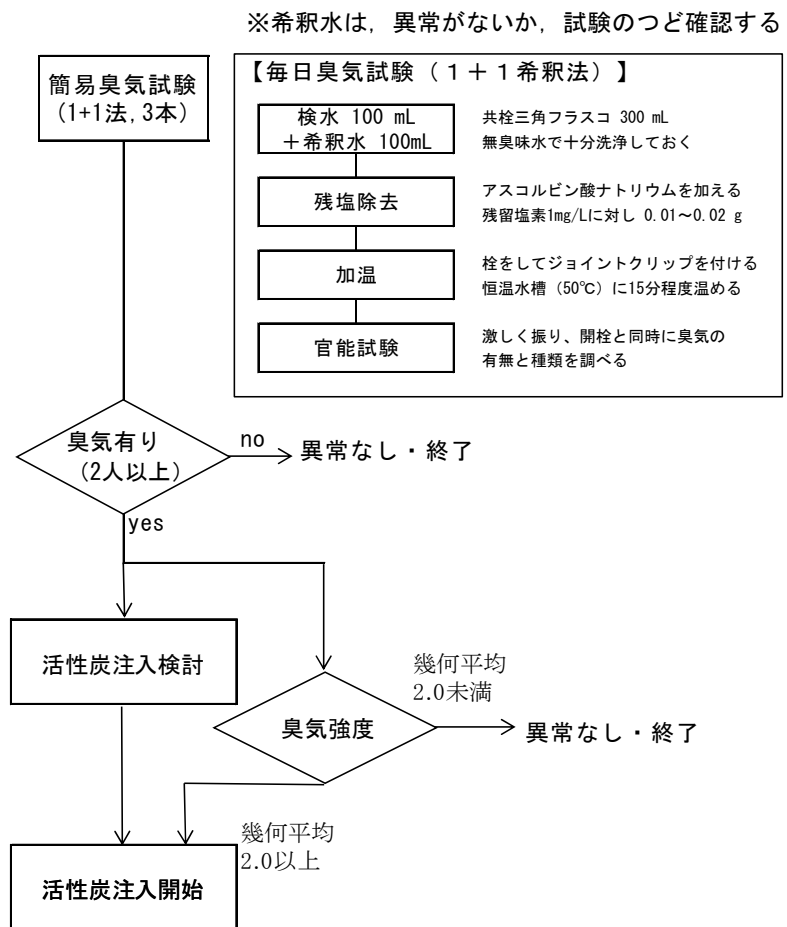 ※希釈水は，異常がないか，試験のつど確認する
簡易臭気試験
(1+1法,3本)
【毎日臭気試験（１＋１希釈法）】
検水 100 mL
＋希釈水 100mL
共栓三角フラスコ 300 mL
無臭味水で十分洗浄しておく
残塩除去
アスコルビン酸ナトリウムを加える
残留塩素1mg/Lに対し 0.01～0.02 g
加温
栓をしてジョイントクリップを付ける
恒温水槽（50℃）に15分程度温める
官能試験
激しく振り、開栓と同時に臭気の
有無と種類を調べる
臭気有り
（2人以上）
no
異常なし・終了
yes
活性炭注入検討
幾何平均
2.0未満
臭気強度
異常なし・終了
幾何平均
2.0以上
活性炭注入開始